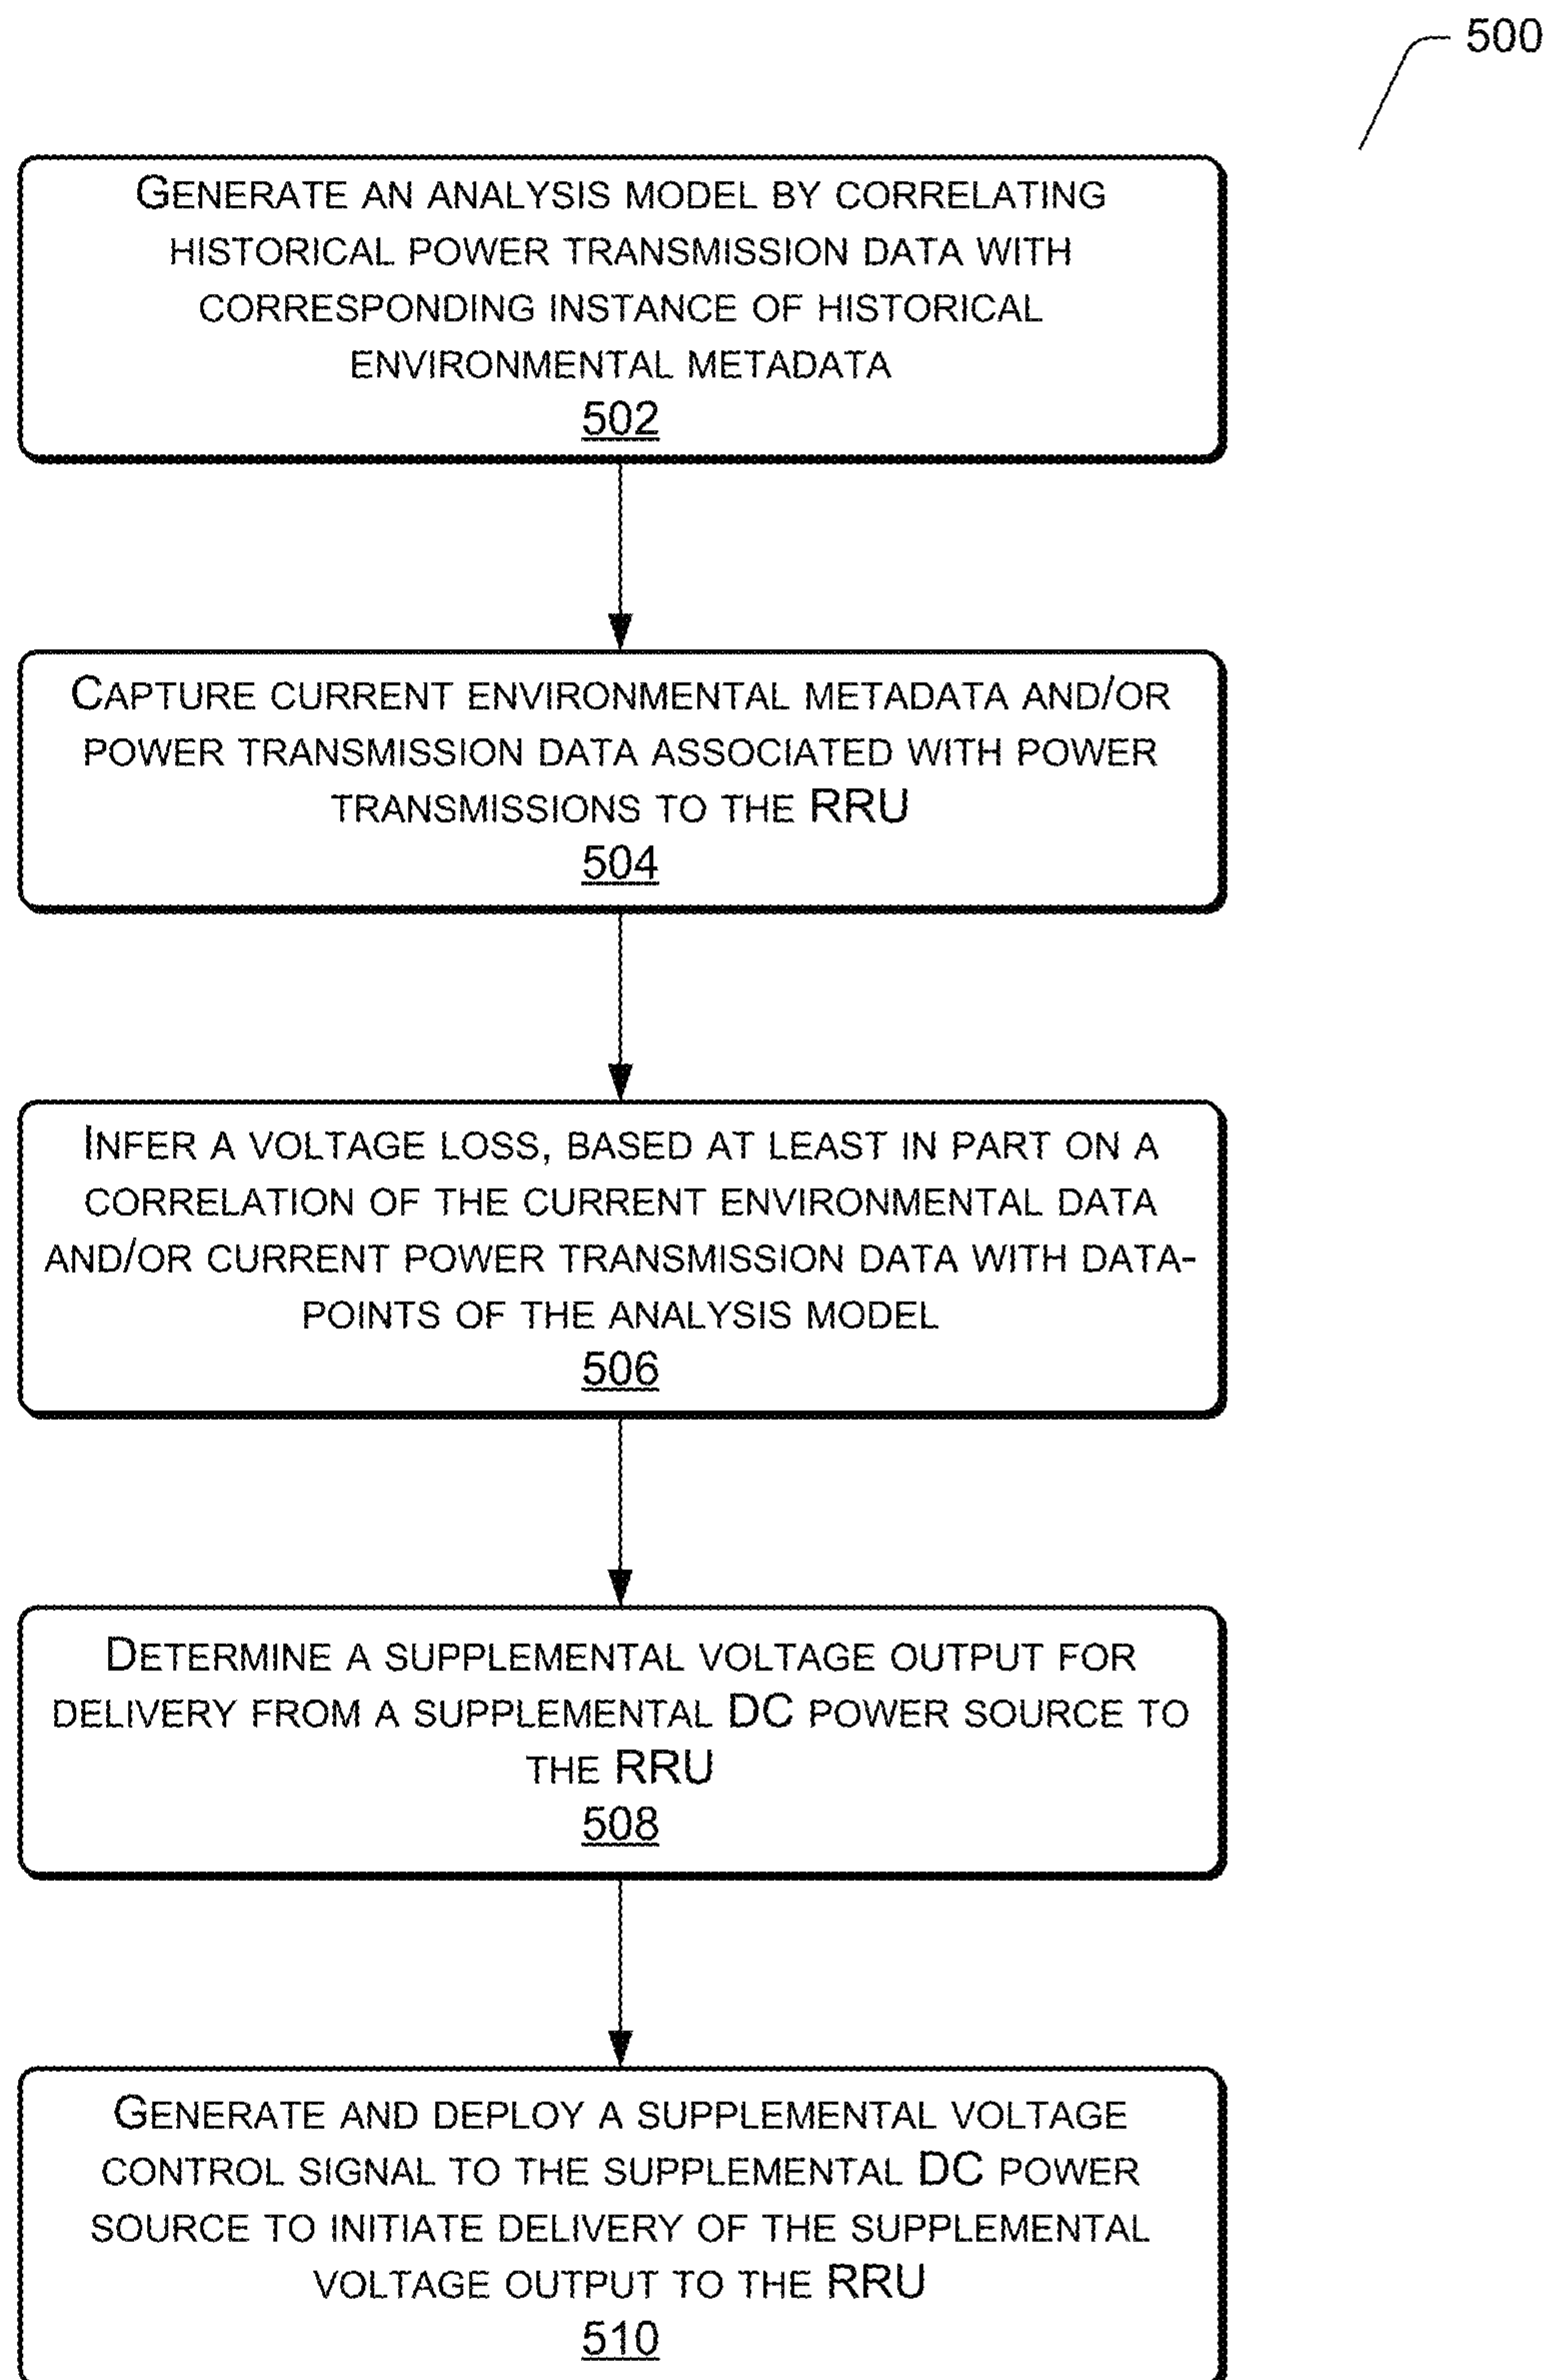 500
GENERATE AN ANALYSIS MODEL BY CORRELATING
HISTORICAL POWER TRANSMISSION DATA WITH
CORRESPONDING INSTANCE OF HISTORICAL
ENVIRONMENTAL METADATA
502
CAPTURE CURRENT ENVIRONMENTAL METADATA AND/OR
POWER TRANSMISSION DATA ASSOCIATED WITH POWER
TRANSMISSIONS TO THE RRU
504
INFER A VOLTAGE LOSS, BASED AT LEAST IN PART ON A
CORRELATION OF THE CURRENT ENVIRONMENTAL DATA
AND/OR CURRENT POWER TRANSMISSION DATA WITH DATA-
POINTS OF THE ANALYSIS MODEL
506
DETERMINE A SUPPLEMENTAL VOLTAGE OUTPUT FOR
DELIVERY FROM A SUPPLEMENTAL DC POWER SOURCE TO
THE RRU
508
GENERATE AND DEPLOY A SUPPLEMENTAL VOLTAGE
CONTROL SIGNAL TO THE SUPPLEMENTAL DC POWER
SOURCE TO INITIATE DELIVERY OF THE SUPPLEMENTAL
VOLTAGE OUTPUT TO THE RRU
510